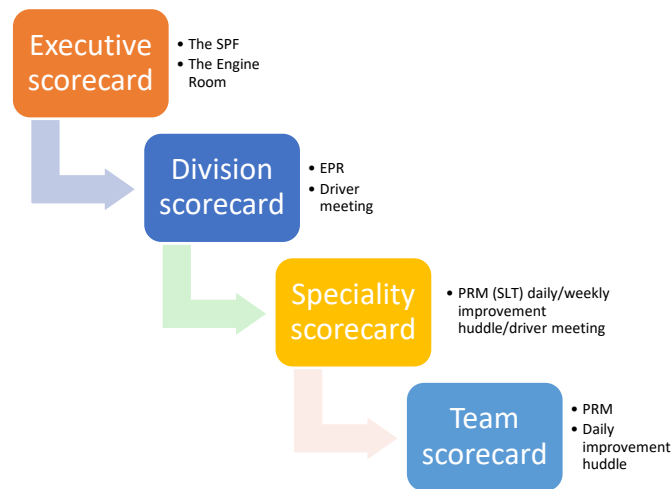 Executive
scorecard
• The SPF
• The Engine
Room
Division
scorecard
• EPR
• Driver
meeting
Speciality
scorecard
• PRM (SLT) daily/weekly
improvement
huddle/driver meeting
Team
scorecard
• PRM
• Daily
improvement
huddle